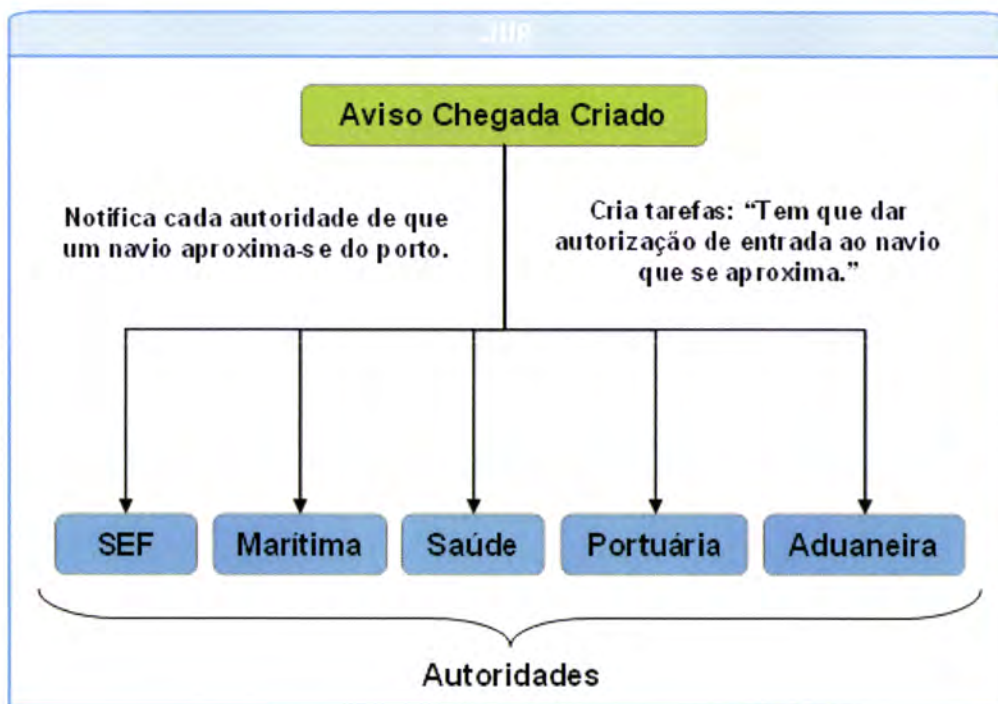 JUP
Aviso Chegada Criado
Notifica cada autoridade de que
um navio aproxima-se do porto.
Cria tarefas: “Tem que dar
autorização de entrada ao navio
que se aproxima.”
SEF
Marítima
Saúde
Portuária
Aduaneira
Autoridades